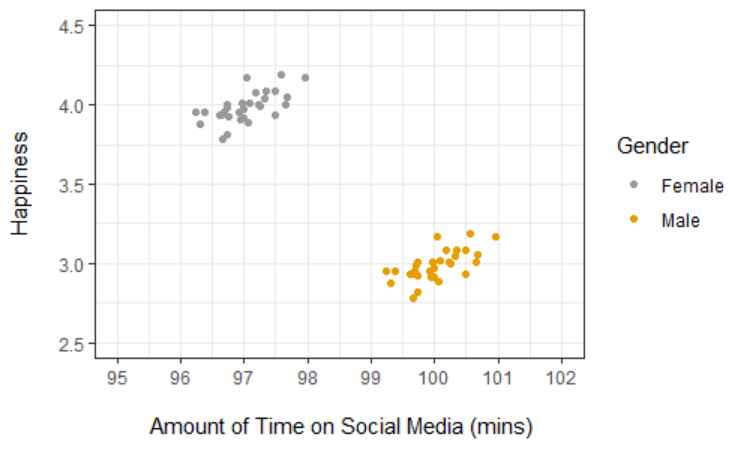 4.5
4.0
3.5
3.0
2.5
Happiness
95 96 97 98 99 100 101 102
Amount of Time on Social Media (mins)
Gender
Female
Male